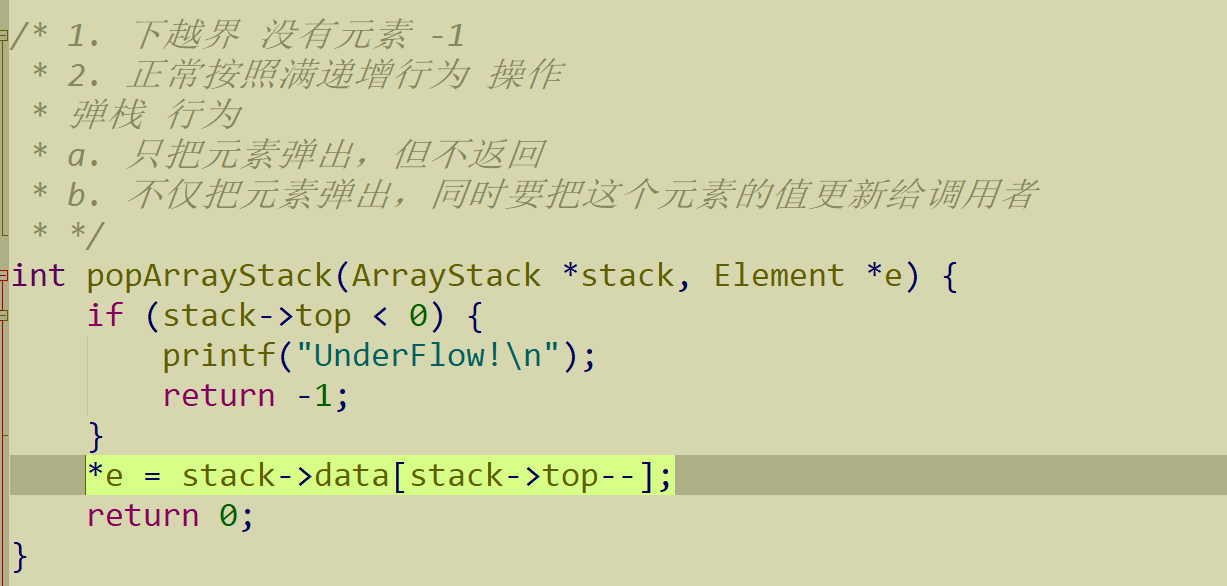 /* 1. 下越界 没有元素 -1
 * 2. 正常按照满递增行为 操作
 * 弹栈 行为
 * a. 只把元素弹出，但不返回
 * b. 不仅把元素弹出，同时要把这个元素的值更新给调用者
 * */
int popArrayStack(ArrayStack *stack, Element *e) {
    if (stack->top < 0) {
        printf("UnderFlow!\n");
        return -1;
    }
    *e = stack->data[stack->top--];
    return 0;
}